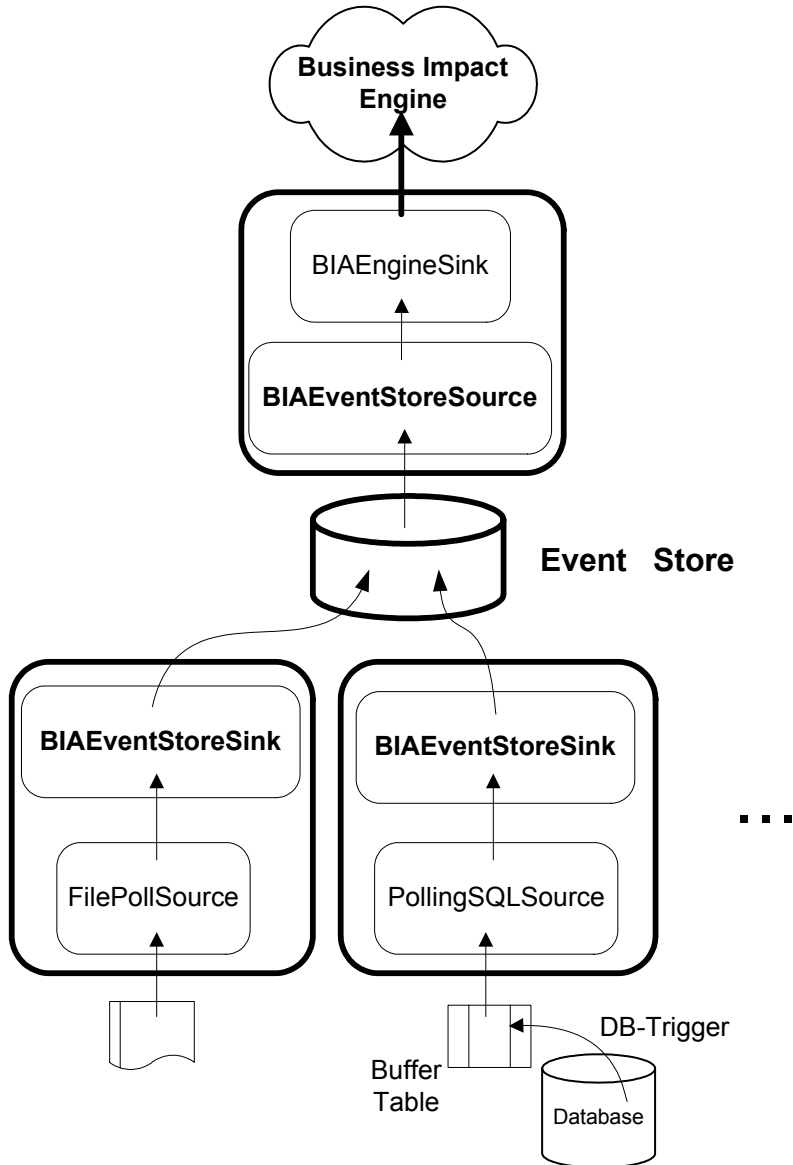 Business Impact
Engine
BIAEngineSink
BIAEventStoreSource
Event Store
BIAEventStoreSink
BIAEventStoreSink
FilePollSource
PollingSQLSource
...
DB-Trigger
Buffer
Table
Database